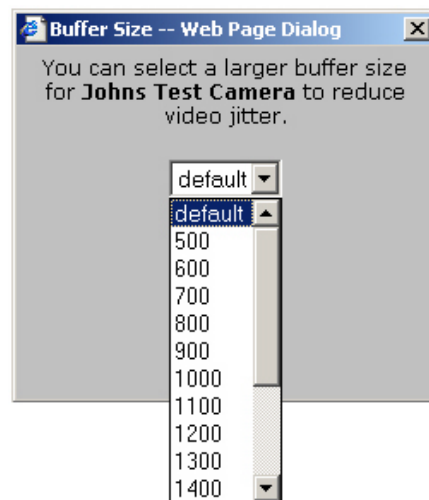 Buffer Size -- Web Page Dialog
You can select a larger buffer size
for Johns Test Camera to reduce
video jitter.
default
default
500
600
700
800
900
1000
1100
1200
1300
1400